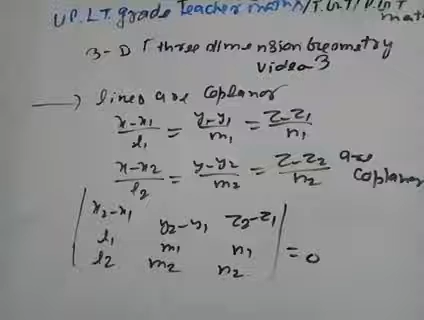 UP.L.T. grade Teacher math
math
3-D three dimension Geometry
Video 3
→ lines are Coplanar
x-x₁/l₁ = y-y₁/m₁ = z-z₁/n₁
x-x₂/l₂ = y-y₂/m₂ = z-z₂/n₂ are
Coplanar
| x₂-x₁ y₂-y₁ z₂-z₁ |
| l₁ m₁ n₁ | = 0
| l₂ m₂ n₂ |